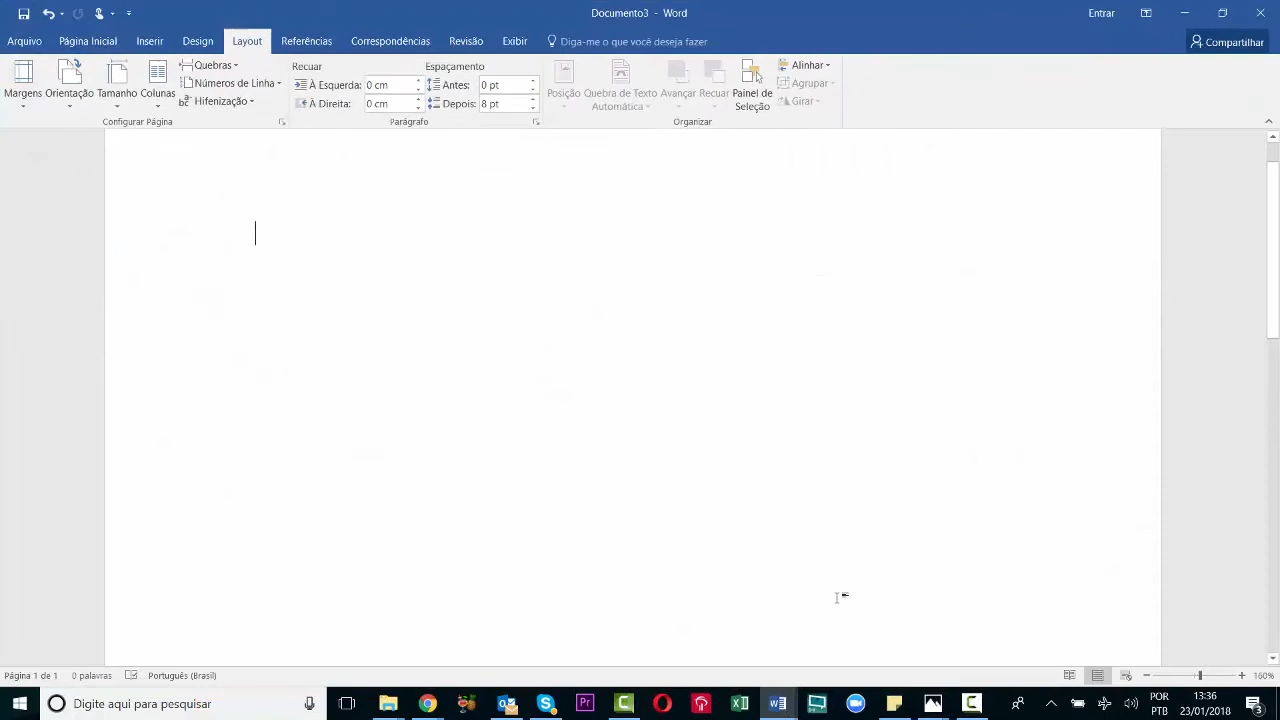 Documento3 - Word
Entrar
Arquivo
Página Inicial
Inserir
Design
Layout
Referências
Correspondências
Revisão
Exibir
Diga-me o que você deseja fazer
Compartilhar
Margens
Orientação
Tamanho
Colunas
Quebras
Números de Linha
Hifenização
Configurar Página
Recuar
À Esquerda: 0 cm
À Direita: 0 cm
Espaçamento
Antes: 0 pt
Depois: 8 pt
Parágrafo
Posição
Quebra de Texto
Automática
Avançar
Recuar
Painel de
Seleção
Alinhar
Agrupar
Girar
Organizar
Página 1 de 1
0 palavras
Português (Brasil)
160%
Digite aqui para pesquisar
POR
PTB
13:36
23/01/2018
3